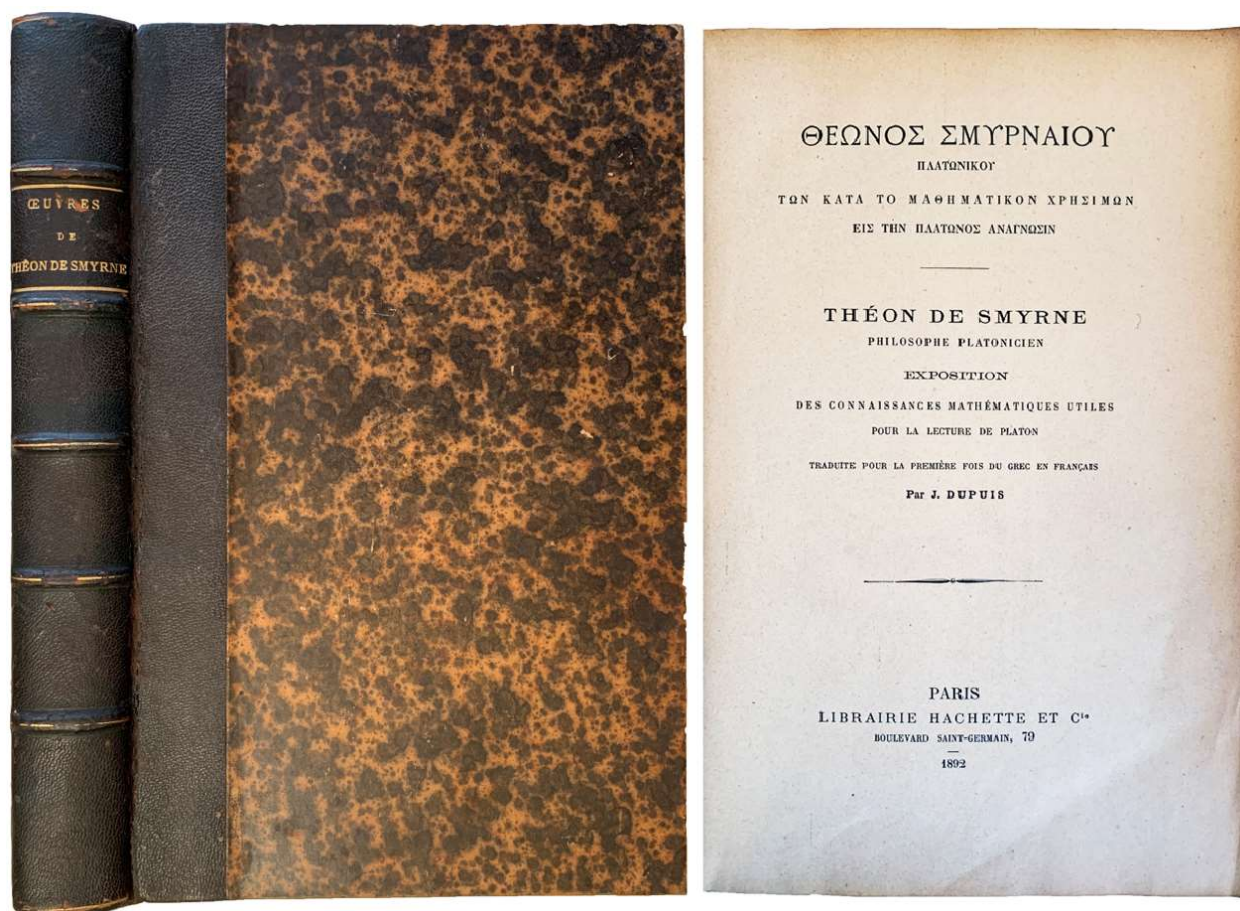 ŒUVRES
DE
THÉON DE SMYRNE
ΘΕΩΝΟΣ ΣΜΥΡΝΑΙΟΥ
ΠΛΑΤΩΝΙΚΟΥ
ΤΩΝ ΚΑΤΑ ΤΟ ΜΑΘΗΜΑΤΙΚΟΝ ΧΡΗΣΙΜΩΝ
ΕΙΣ ΤΗΝ ΠΛΑΤΩΝΟΣ ΑΝΑΓΝΩΣΙΝ
THÉON DE SMYRNE
PHILOSOPHE PLATONICIEN
EXPOSITION
DES CONNAISSANCES MATHÉMATIQUES UTILES
POUR LA LECTURE DE PLATON
TRADUITE POUR LA PREMIÈRE FOIS DU GREC EN FRANÇAIS
Par J. DUPUIS
PARIS
LIBRAIRIE HACHETTE ET Cie
BOULEVARD SAINT-GERMAIN, 79
1892